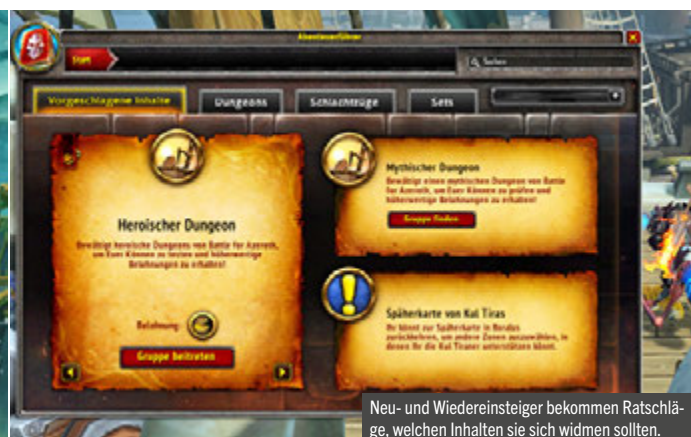 Abenteuerführer
Start
Suchen
Vorgeschlagene Inhalte
Dungeons
Schlachtzüge
Sets
Heroischer Dungeon
Bewältigt heroische Dungeons von Battle for Azeroth,
um Euer Können zu testen und höherwertige
Belohnungen zu erhalten!
Belohnung:
Gruppe beitreten
Mythischer Dungeon
Bewältigt einen mythischen Dungeon von Battle
for Azeroth, um Euer Können zu prüfen und
höherwertige Belohnungen zu erhalten!
Gruppe finden
Späherkarte von Kul Tiras
Ihr könnt zur Späherkarte in Boralus
zurückkehren, um andere Zonen auszuwählen, in
denen Ihr die Kul Tiraner unterstützen könnt.
Neu- und Wiedereinsteiger bekommen Ratschlä-
ge, welchen Inhalten sie sich widmen sollten.